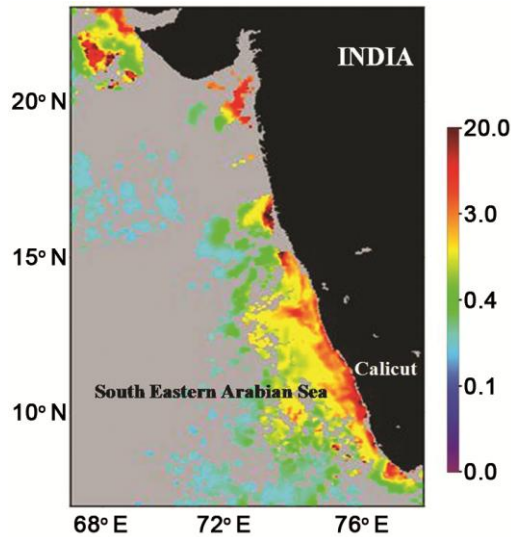 INDIA
20° N
20.0
3.0
15° N
0.4
Calicut
0.1
South Eastern Arabian Sea
10° N
0.0
68° E 72° E 76° E